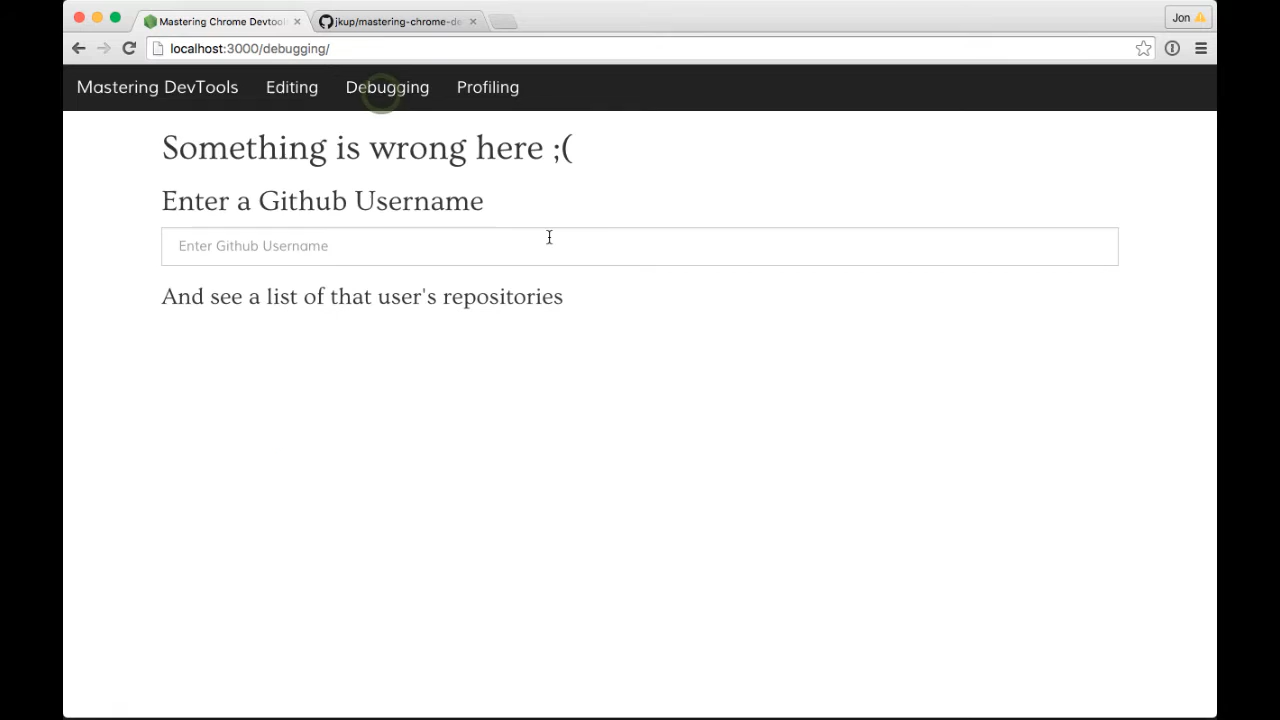 Mastering Chrome Devtool
jkup/mastering-chrome-de
Jon
localhost:3000/debugging/
Mastering DevTools Editing Debugging Profiling
Something is wrong here ;(
Enter a Github Username
Enter Github Username
And see a list of that user's repositories